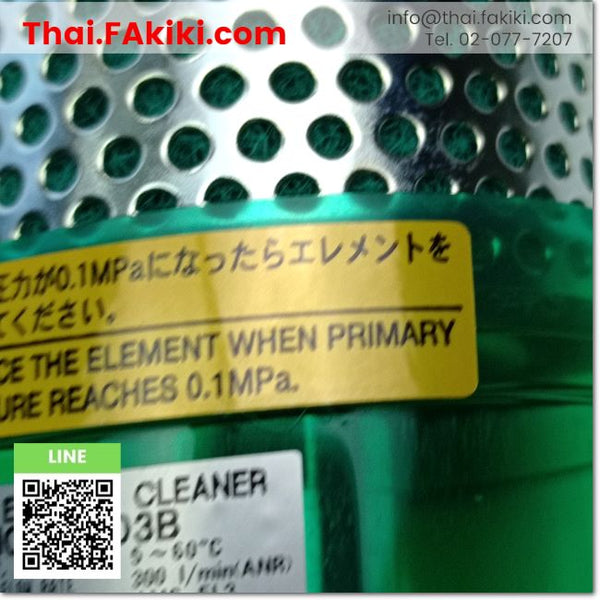 Thai.FAkiki.com
info@thai.fakiki.com
Tel. 02-077-7207
圧力が0.1MPaになったらエレメントを
てください。
CE THE ELEMENT WHEN PRIMARY
URE REACHES 0.1MPa.
LINE
CLEANER
03B
5～60°C
300 l/min(ANR)